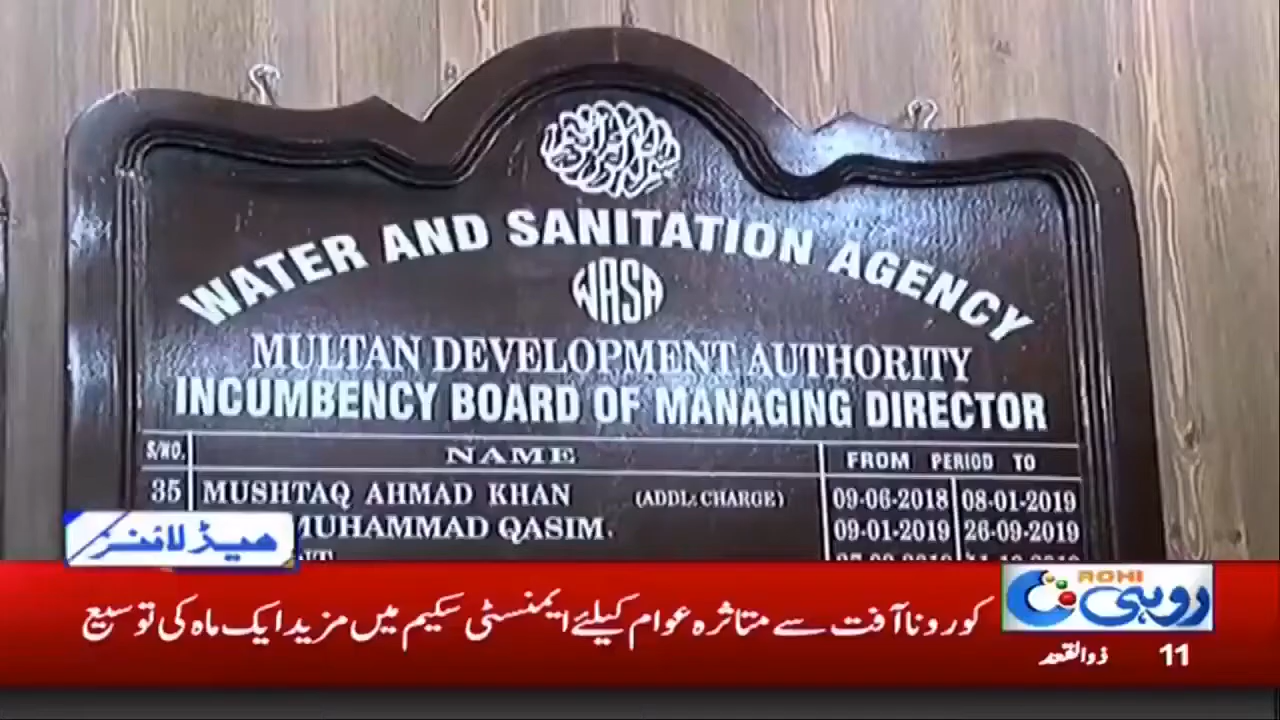 WATER AND SANITATION AGENCY
WASA
MULTAN DEVELOPMENT AUTHORITY
INCUMBENCY BOARD OF MANAGING DIRECTOR
S/NO. NAME FROM PERIOD TO
35 MUSHTAQ AHMAD KHAN (ADDL: CHARGE) 09-06-2018 08-01-2019
MUHAMMAD QASIM. 09-01-2019 26-09-2019
ہیڈ لائنز
ROHI
روہی
کورونا آفت سے متاثرہ عوام کیلئے ایمنسٹی سکیم میں مزید ایک ماہ کی توسیع
11 ذوالقعد